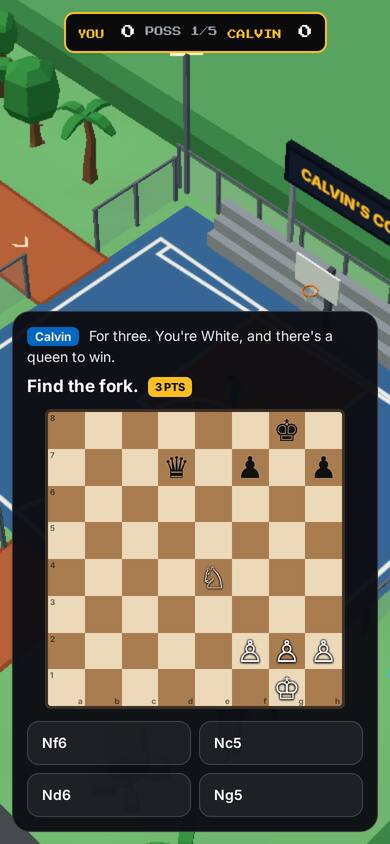 YOU 0 POSS 1/5 CALVIN 0
CALVIN'S CO
Calvin For three. You're White, and there's a
queen to win.
Find the fork. 3 PTS
8
7
6
5
4
3
2
1
a b c d e f g h
Nf6 Nc5
Nd6 Ng5